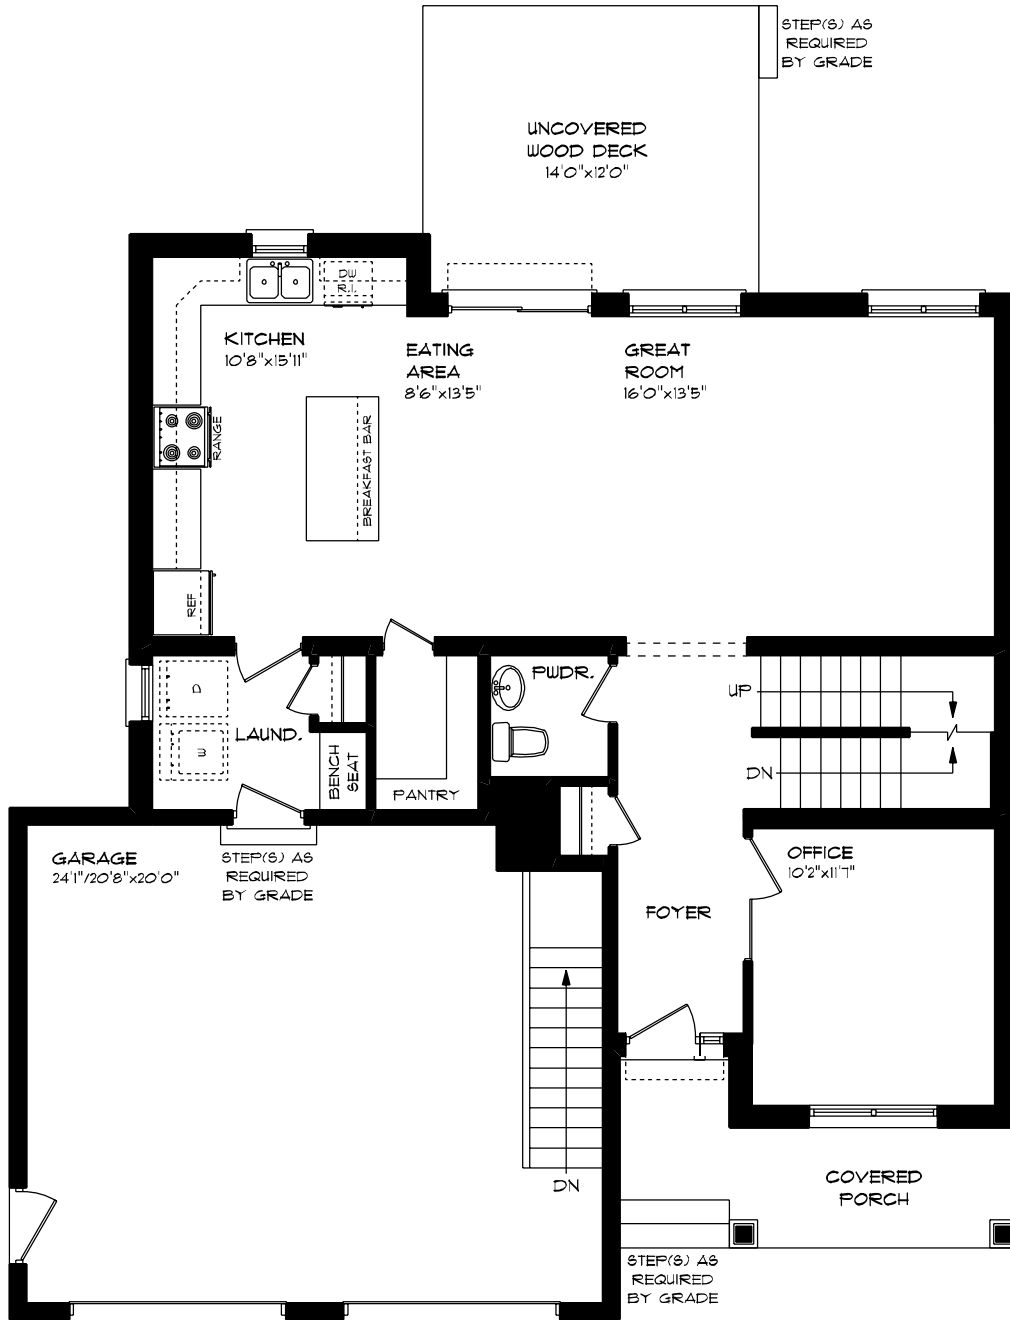 STEP(S) AS
REQUIRED
BY GRADE
UNCOVERED
WOOD DECK
14'0"x12'0"
DW
R.I.
KITCHEN
10'8"x15'11"
EATING
AREA
8'6"x13'5"
GREAT
ROOM
16'0"x13'5"
RANGE
BREAKFAST BAR
REF
D
W
LAUND.
BENCH
SEAT
PANTRY
PWDR.
UP
DN
GARAGE
24'1"/20'8"x20'0"
STEP(S) AS
REQUIRED
BY GRADE
OFFICE
10'2"x11'7"
FOYER
DN
COVERED
PORCH
STEP(S) AS
REQUIRED
BY GRADE